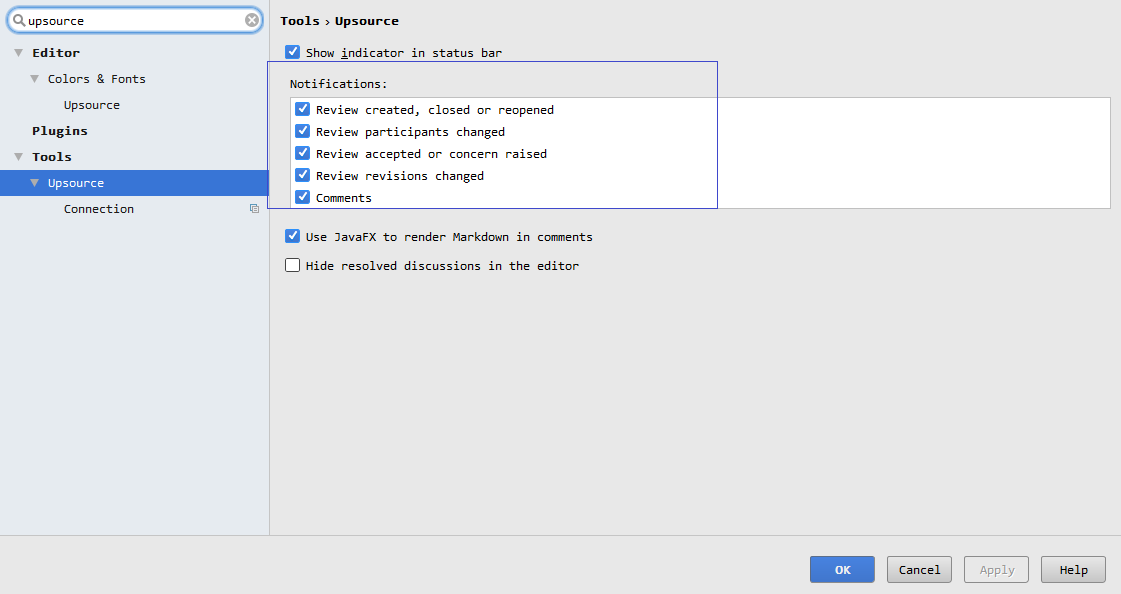 upsource
Editor
Colors & Fonts
Upsource
Plugins
Tools
Upsource
Connection
Tools › Upsource
Show indicator in status bar
Notifications:
Review created, closed or reopened
Review participants changed
Review accepted or concern raised
Review revisions changed
Comments
Use JavaFX to render Markdown in comments
Hide resolved discussions in the editor
OK Cancel Apply Help